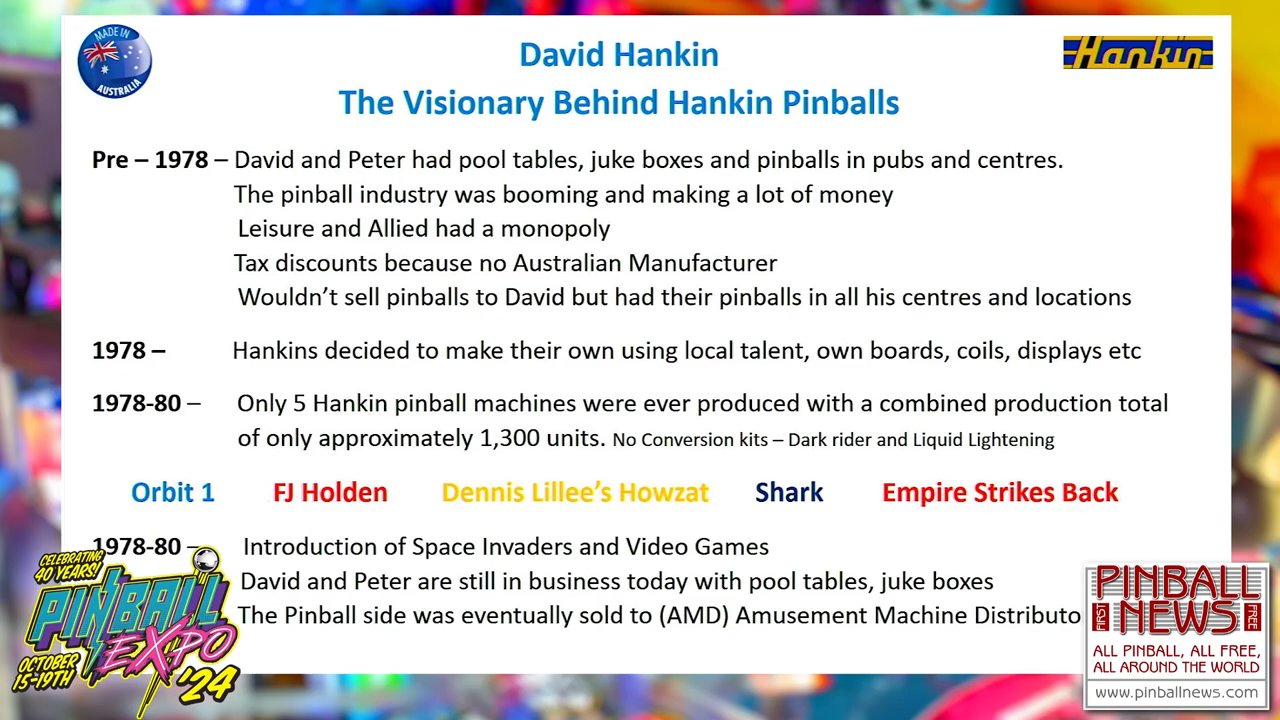 MADE IN
AUSTRALIA
David Hankin
Hankin
The Visionary Behind Hankin Pinballs
Pre – 1978 – David and Peter had pool tables, juke boxes and pinballs in pubs and centres.
The pinball industry was booming and making a lot of money
Leisure and Allied had a monopoly
Tax discounts because no Australian Manufacturer
Wouldn't sell pinballs to David but had their pinballs in all his centres and locations
1978 – Hankins decided to make their own using local talent, own boards, coils, displays etc
1978-80 – Only 5 Hankin pinball machines were ever produced with a combined production total
of only approximately 1,300 units. No Conversion kits – Dark rider and Liquid Lightening
Orbit 1 FJ Holden Dennis Lillee's Howzat Shark Empire Strikes Back
1978-80 – Introduction of Space Invaders and Video Games
David and Peter are still in business today with pool tables, juke boxes
The Pinball side was eventually sold to (AMD) Amusement Machine Distributo
CELEBRATING
40 YEARS!
PINBALL
EXPO
OCTOBER
15-19TH
'24
PINBALL
FIRST NEWS FREE
ALL PINBALL, ALL FREE,
ALL AROUND THE WORLD
www.pinballnews.com